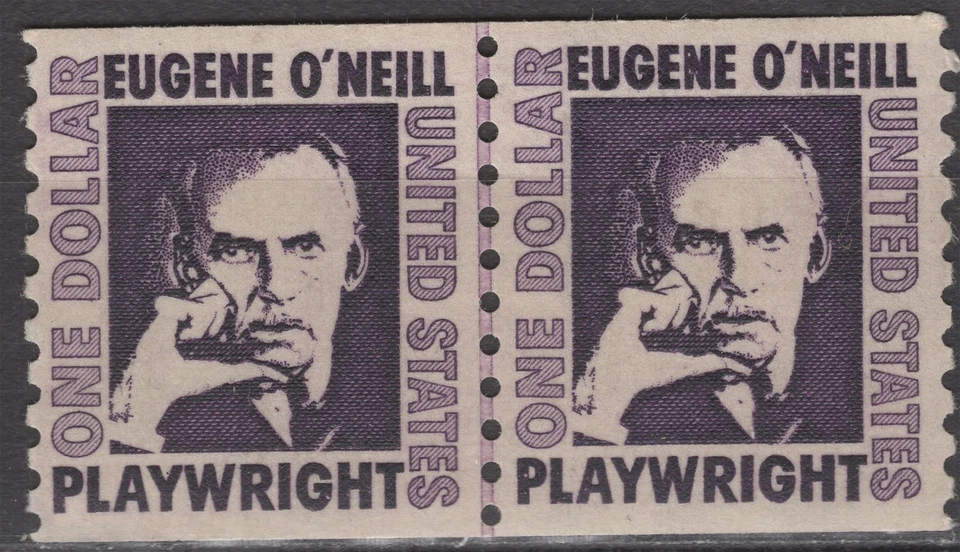 EUGENE O'NEILL
ONE DOLLAR
UNITED STATES
PLAYWRIGHT
EUGENE O'NEILL
ONE DOLLAR
UNITED STATES
PLAYWRIGHT